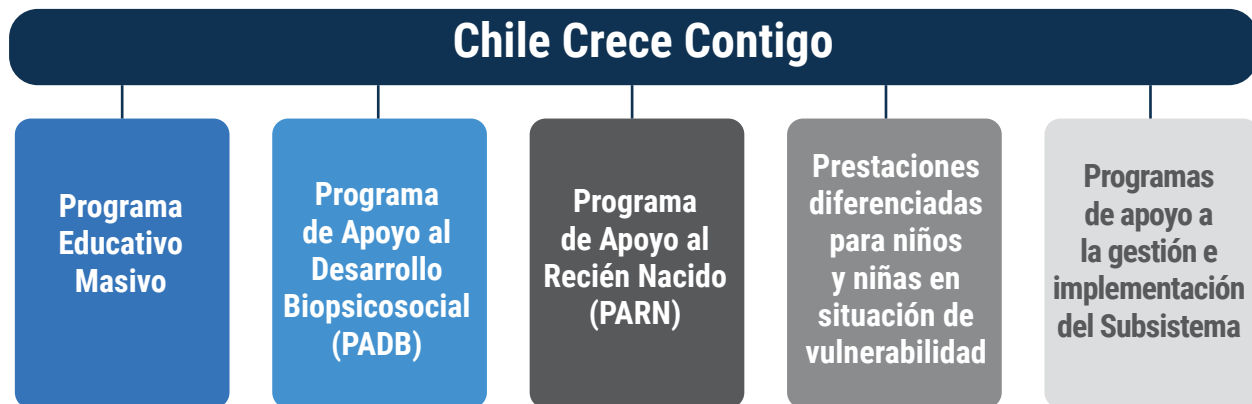 Chile Crece Contigo
Programa
Educativo
Masivo
Programa
de Apoyo al
Desarrollo
Biopsicosocial
(PADB)
Programa
de Apoyo al
Recién Nacido
(PARN)
Prestaciones
diferenciadas
para niños
y niñas en
situación de
vulnerabilidad
Programas
de apoyo a
la gestión e
implementación
del Subsistema